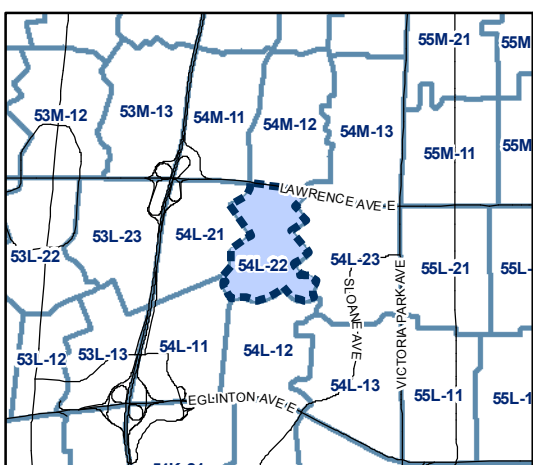 55M-21
55M
53M-12
53M-13
54M-11
54M-12
54M-13
55M-11
55M
LAWRENCE AVE E
53L-22
53L-23
54L-21
54L-22
54L-23
55L-21
55L-
SLOANE AVE
VICTORIA PARK AVE
53L-12
53L-13
54L-11
54L-12
54L-13
55L-11
55L-1
EGLINTON AVE E